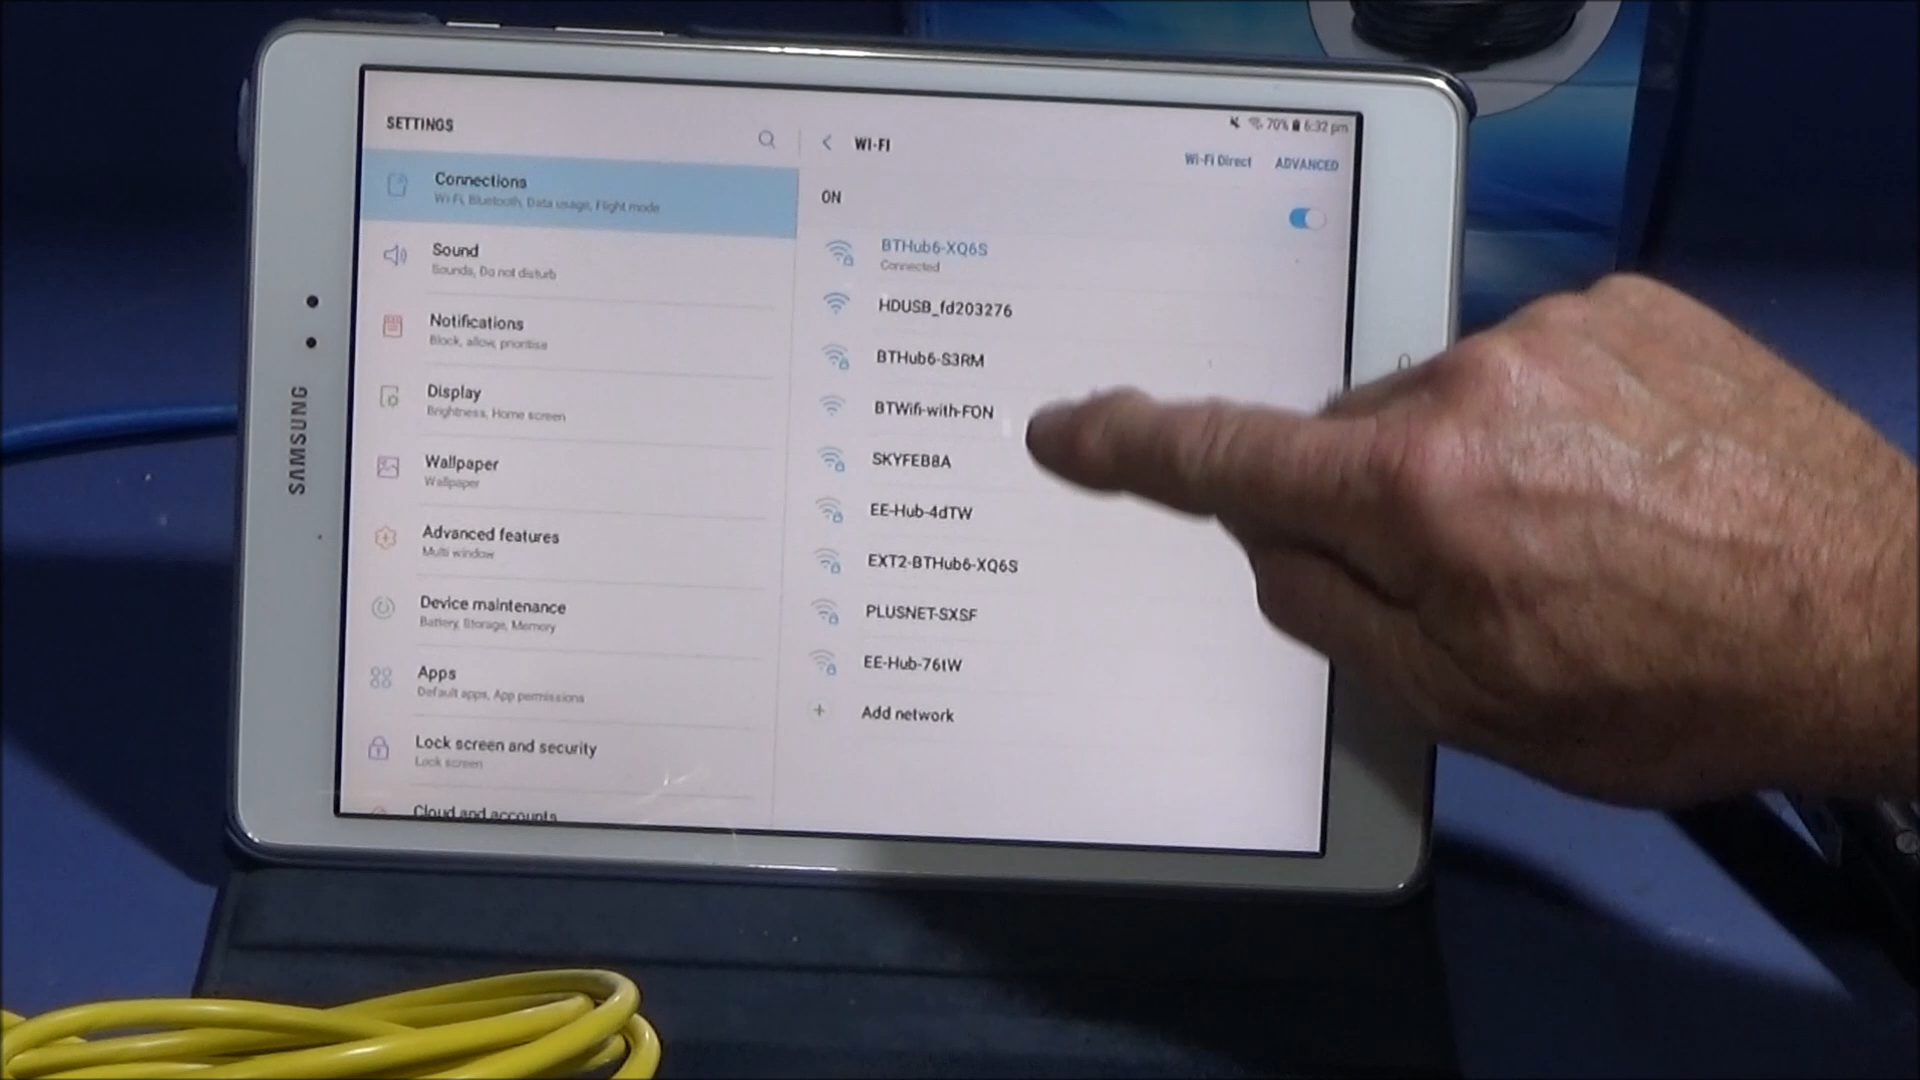 SETTINGS
Connections
Wi-Fi, Bluetooth, Data usage, Flight mode
Sound
Sounds, Do not disturb
Notifications
Block, allow, prioritise
Display
Brightness, Home screen
Wallpaper
Wallpaper
Advanced features
Multi window
Device maintenance
Battery, Storage, Memory
Apps
Default apps, App permissions
Lock screen and security
Lock screen
Cloud and accounts
70% 6:32 pm
WI-FI
Wi-Fi Direct ADVANCED
ON
BTHub6-XQ6S
Connected
HDUSB_fd203276
BTHub6-S3RM
BTWifi-with-FON
SKYFEB8A
EE-Hub-4dTW
EXT2-BTHub6-XQ6S
PLUSNET-SXSF
EE-Hub-76tW
Add network
SAMSUNG